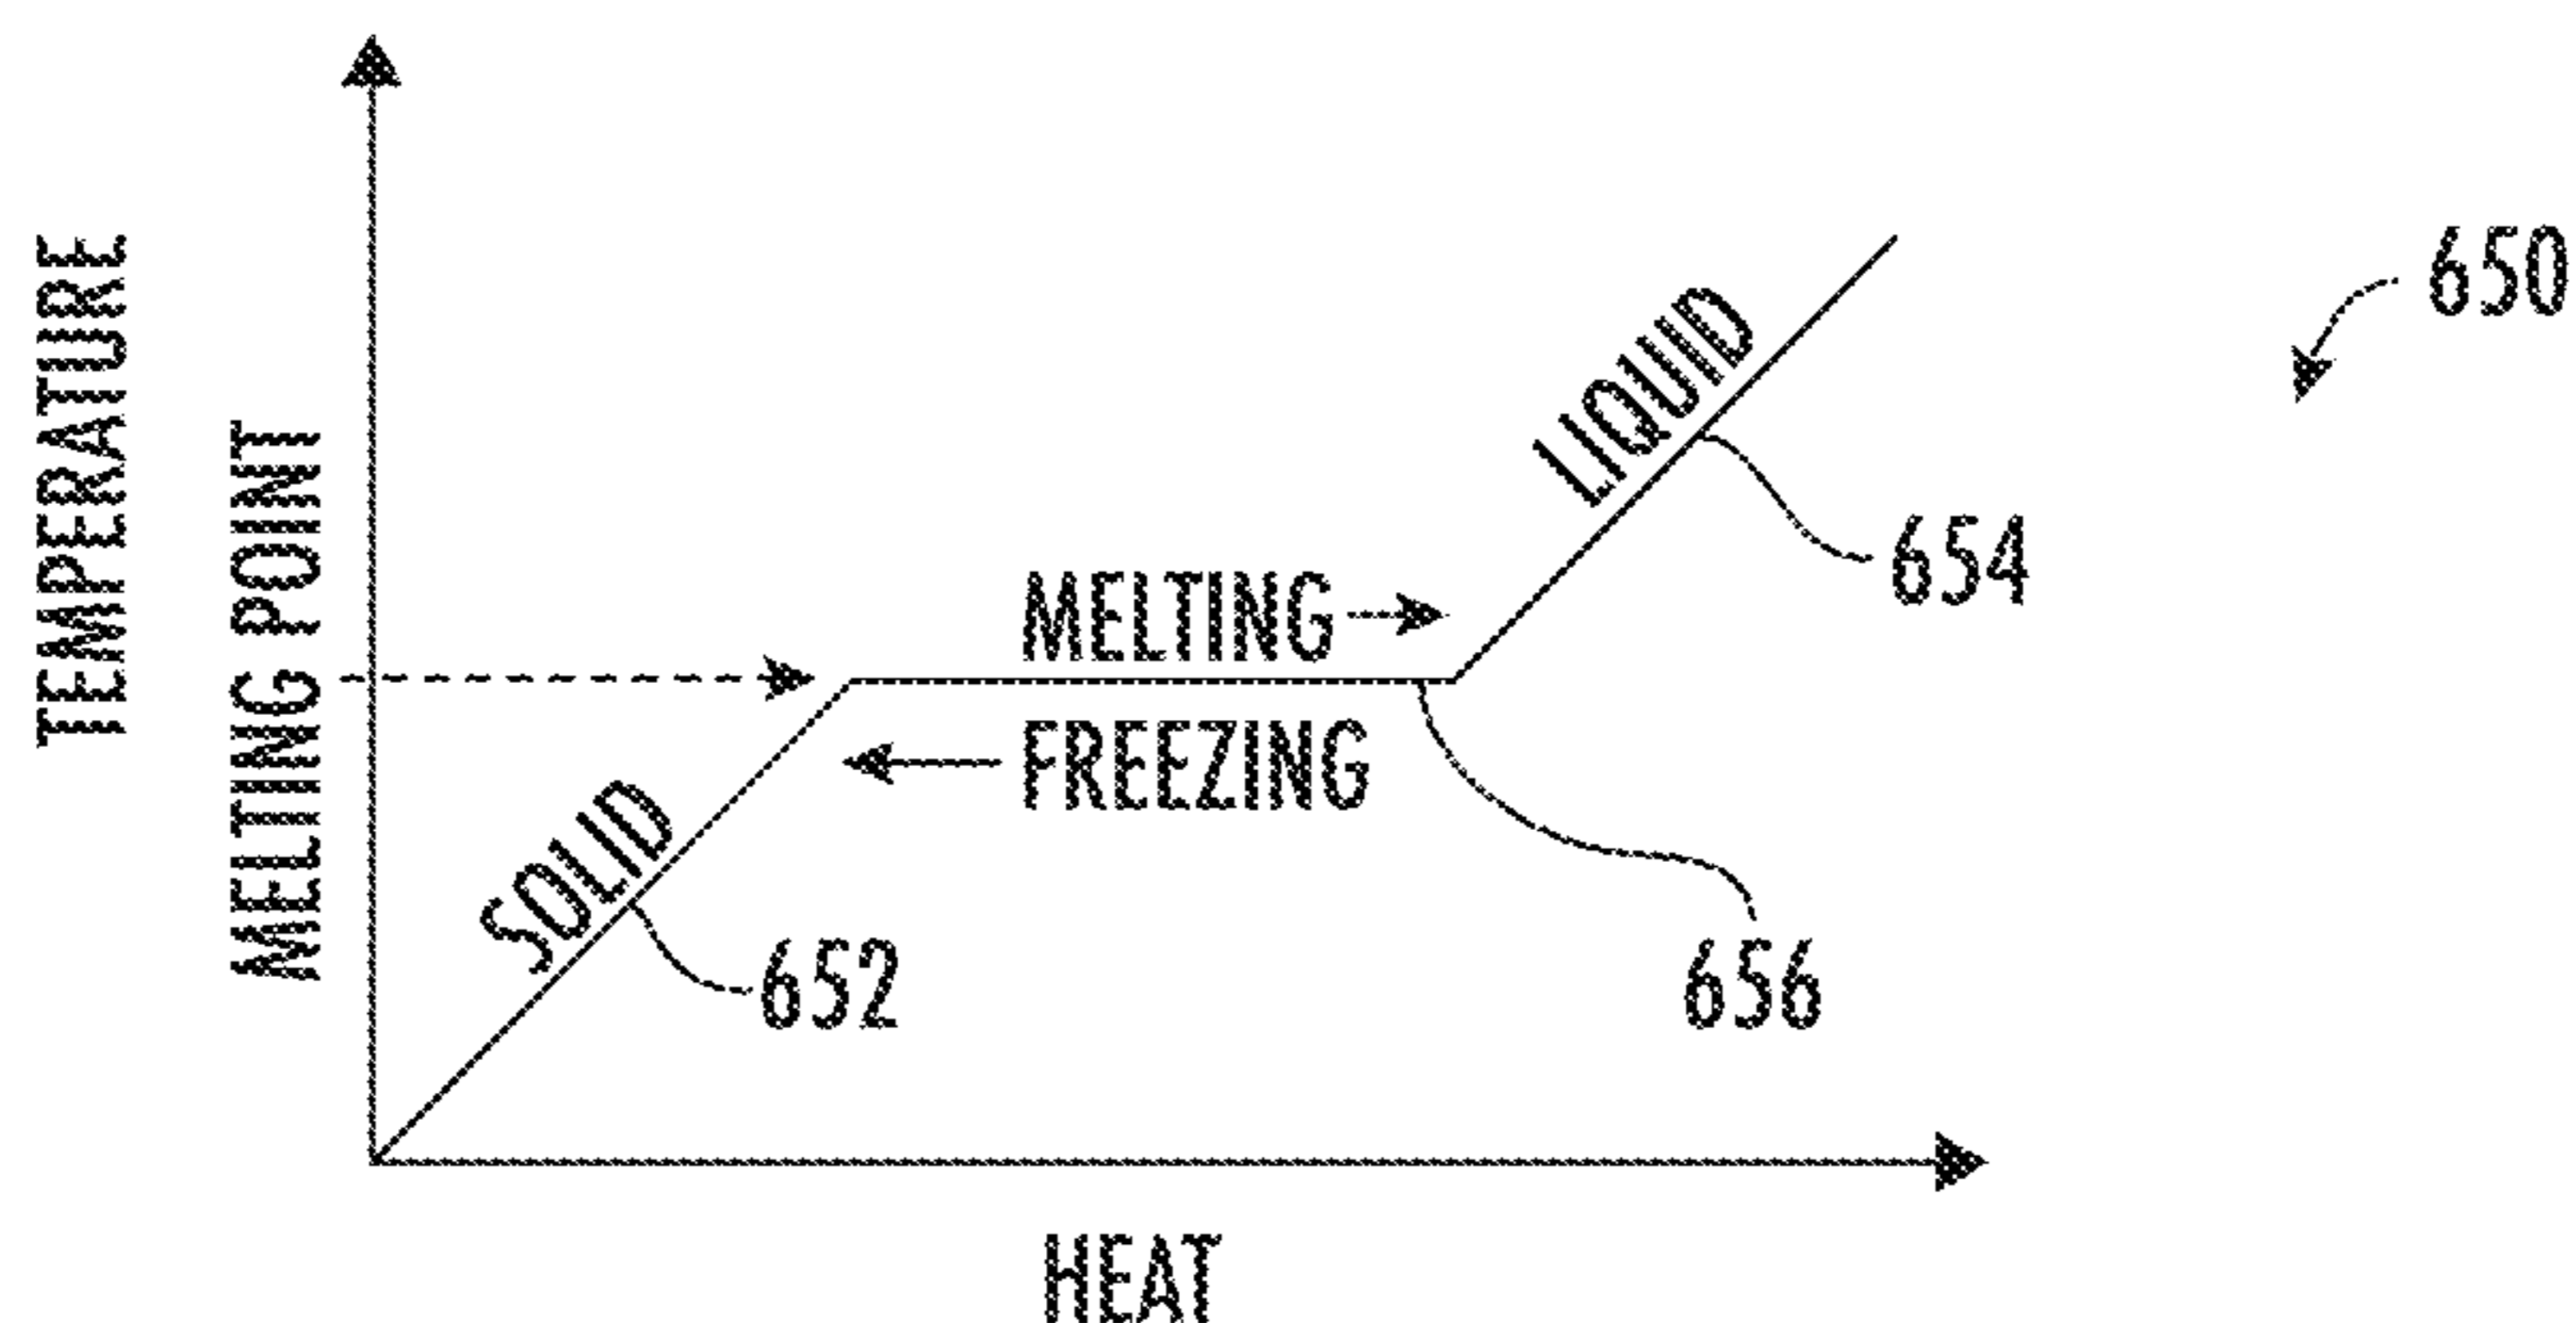 TEMPERATURE
MELTING POINT
SOLID
652
MELTING
FREEZING
LIQUID
654
656
650
HEAT